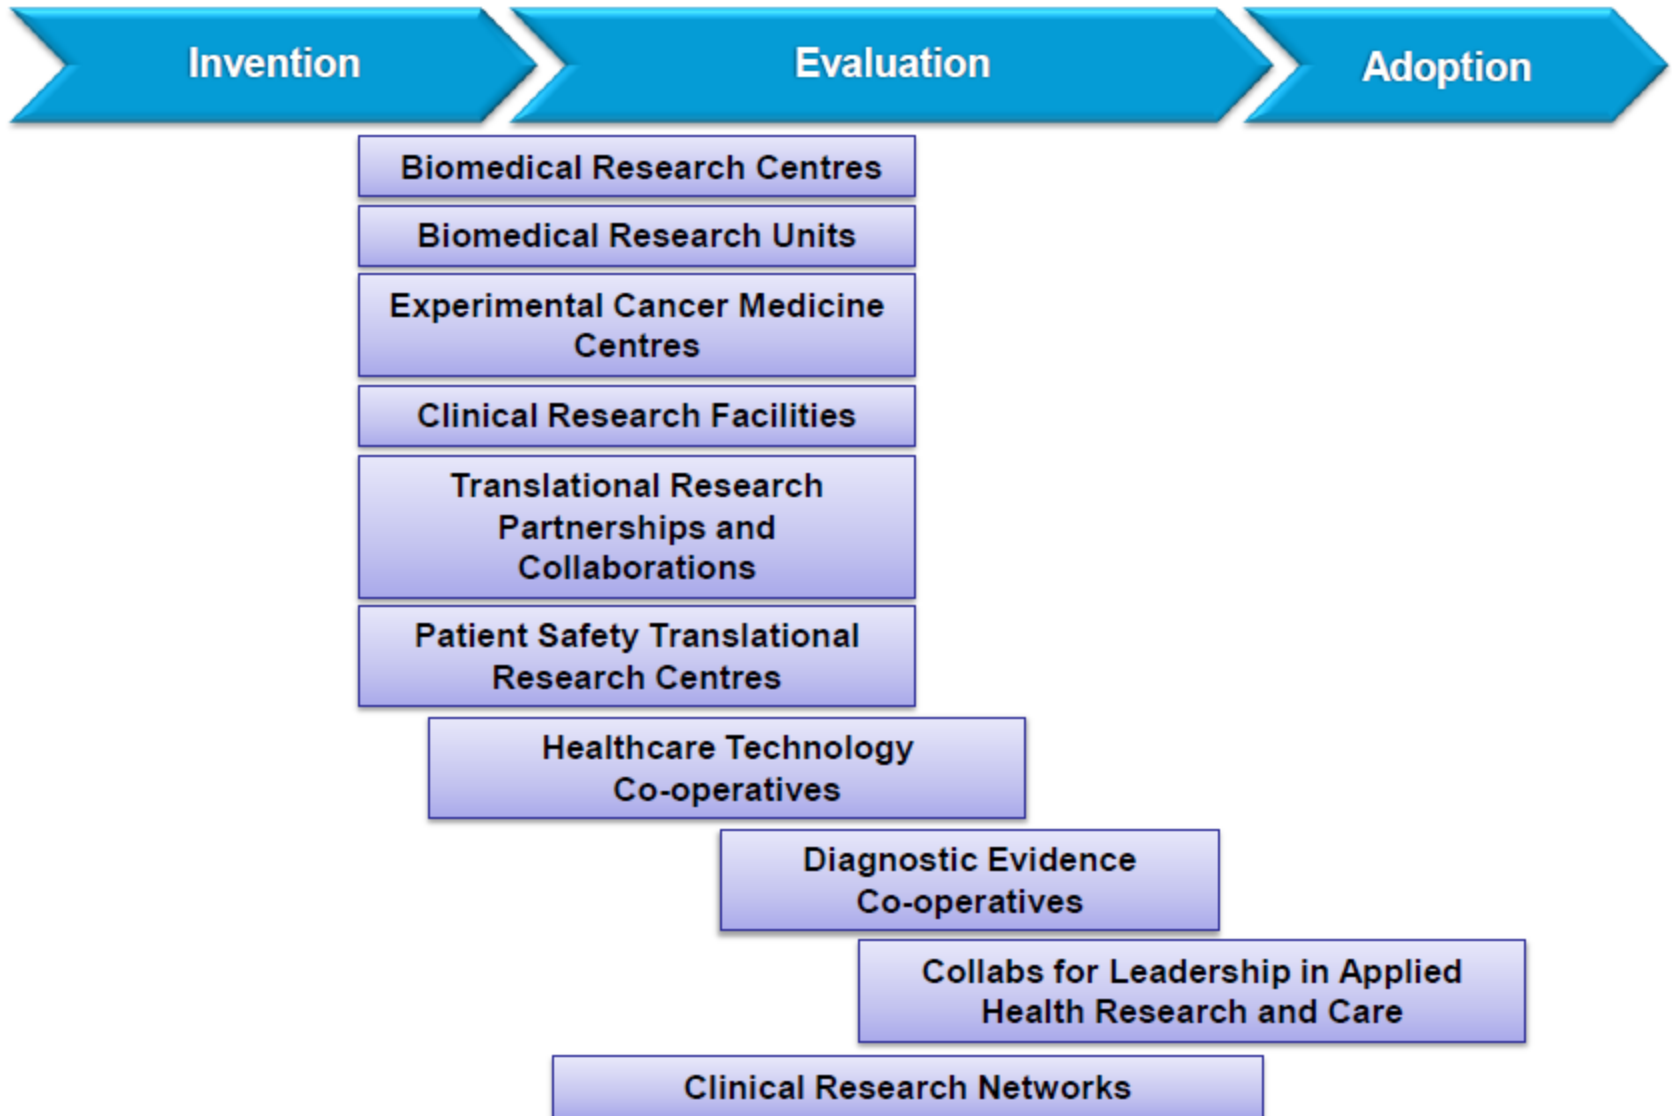 Invention
Evaluation
Adoption
Biomedical Research Centres
Biomedical Research Units
Experimental Cancer Medicine
Centres
Clinical Research Facilities
Translational Research
Partnerships and
Collaborations
Patient Safety Translational
Research Centres
Healthcare Technology
Co-operatives
Diagnostic Evidence
Co-operatives
Collabs for Leadership in Applied
Health Research and Care
Clinical Research Networks